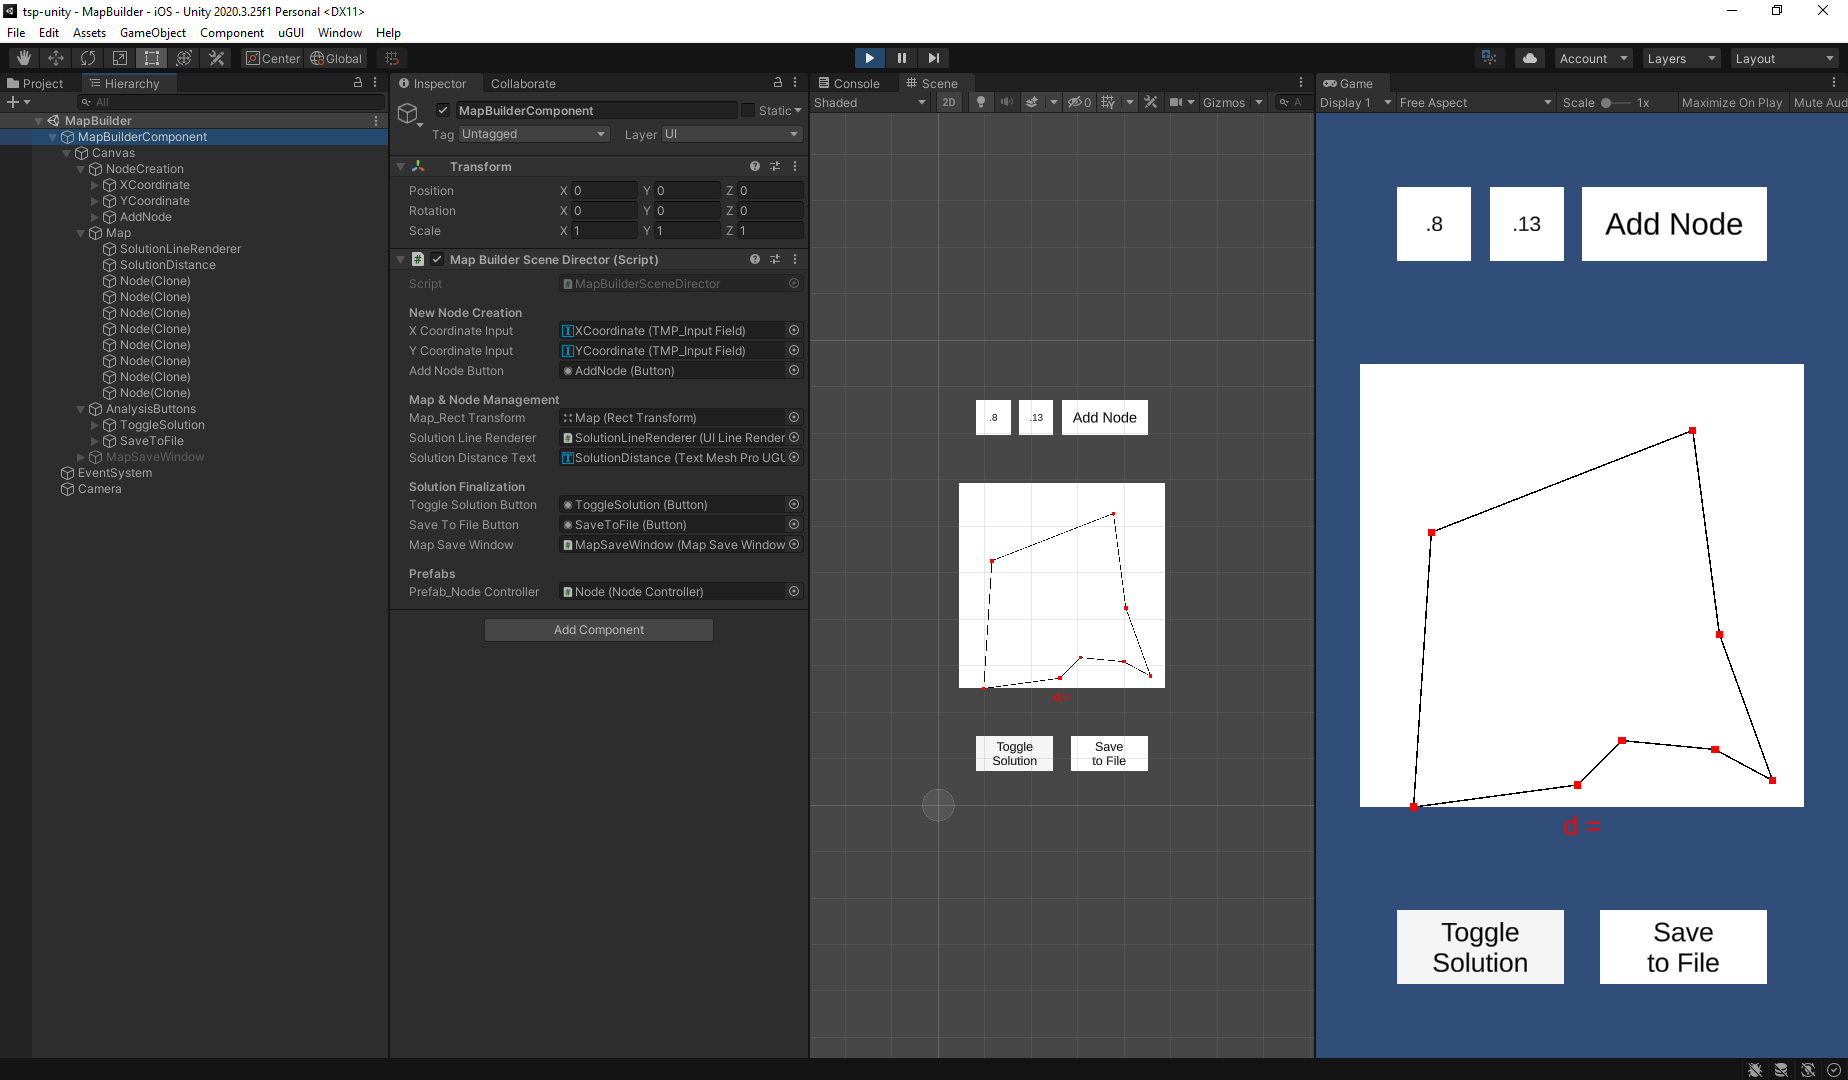 tsp-unity - MapBuilder - iOS - Unity 2020.3.25f1 Personal <DX11>
File Edit Assets GameObject Component uGUI Window Help
Center Global
Account Layers Layout
Project Hierarchy
All
MapBuilder
MapBuilderComponent
Canvas
NodeCreation
XCoordinate
YCoordinate
AddNode
Map
SolutionLineRenderer
SolutionDistance
Node(Clone)
Node(Clone)
Node(Clone)
Node(Clone)
Node(Clone)
Node(Clone)
Node(Clone)
Node(Clone)
AnalysisButtons
ToggleSolution
SaveToFile
MapSaveWindow
EventSystem
Camera
Inspector Collaborate
MapBuilderComponent Static
Tag Untagged Layer UI
Transform
Position X 0 Y 0 Z 0
Rotation X 0 Y 0 Z 0
Scale X 1 Y 1 Z 1
Map Builder Scene Director (Script)
Script MapBuilderSceneDirector
New Node Creation
X Coordinate Input XCoordinate (TMP_Input Field)
Y Coordinate Input YCoordinate (TMP_Input Field)
Add Node Button AddNode (Button)
Map & Node Management
Map_Rect Transform Map (Rect Transform)
Solution Line Renderer SolutionLineRenderer (UI Line Render
Solution Distance Text SolutionDistance (Text Mesh Pro UGU
Solution Finalization
Toggle Solution Button ToggleSolution (Button)
Save To File Button SaveToFile (Button)
Map Save Window MapSaveWindow (Map Save Window
Prefabs
Prefab_Node Controller Node (Node Controller)
Add Component
Console Scene
Shaded 2D 0 Gizmos A
.8 .13 Add Node
d =
Toggle
Solution
Save
to File
Game
Display 1 Free Aspect Scale 1x Maximize On Play Mute Aud
.8 .13 Add Node
d =
Toggle
Solution
Save
to File